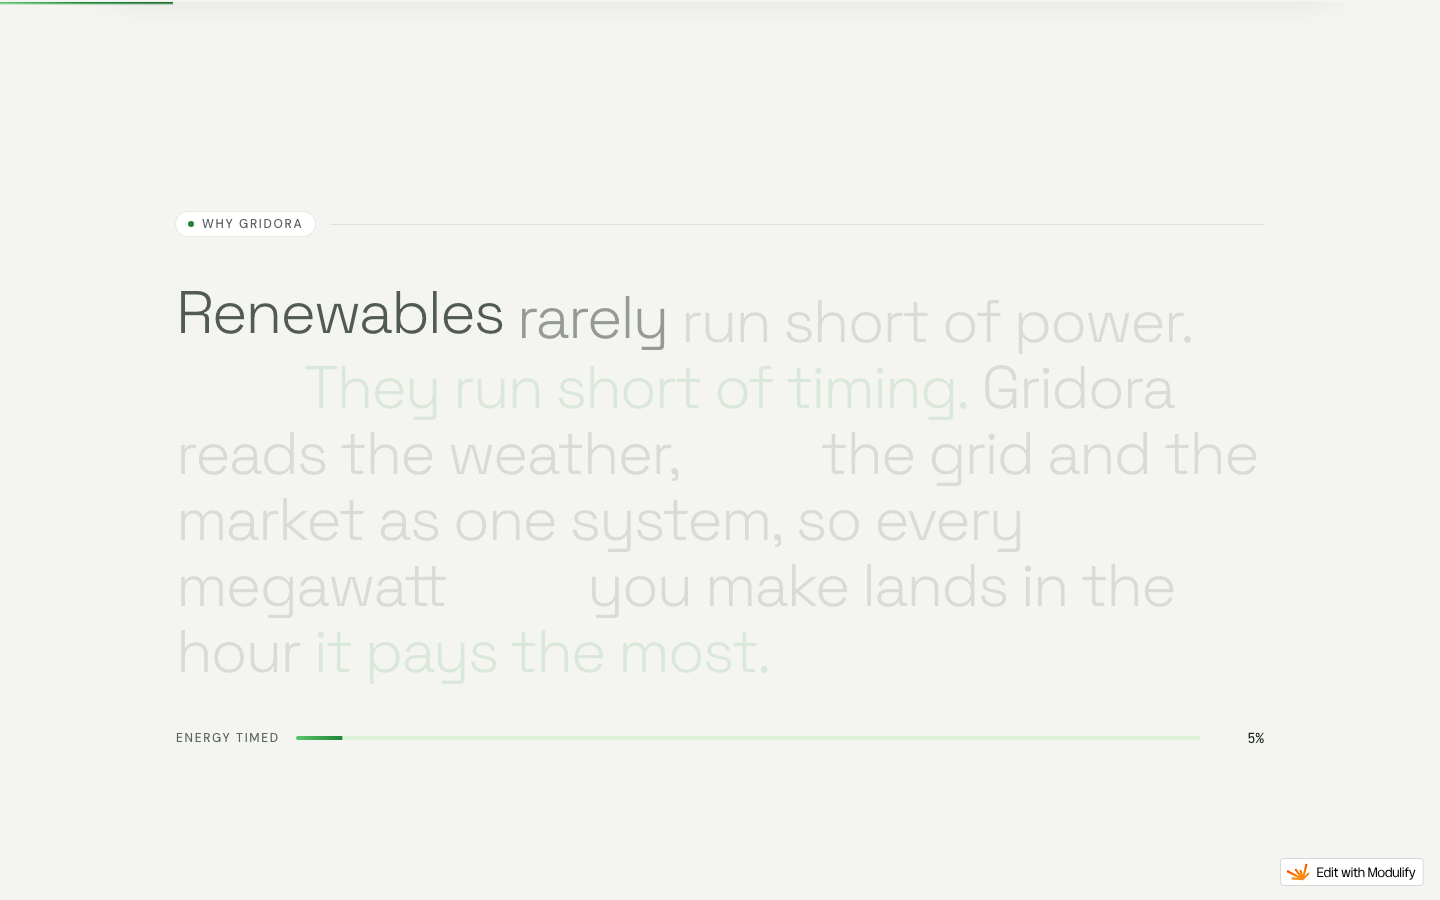 WHY GRIDORA
Renewables rarely run short of power.
They run short of timing. Gridora
reads the weather, the grid and the
market as one system, so every
megawatt you make lands in the
hour it pays the most.
ENERGY TIMED 5%
Edit with Modulify